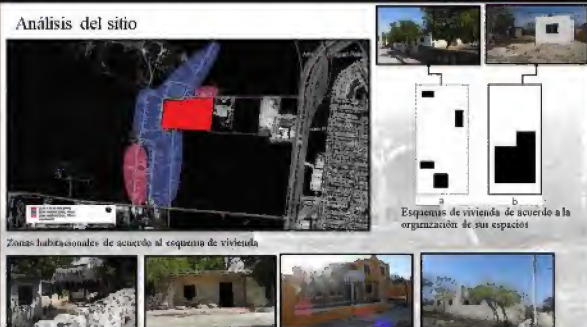 Análisis del sitio
a
b
Esquemas de vivienda de acuerdo a la
organización de sus espacios
Zonas habitacionales de acuerdo al esquema de vivienda